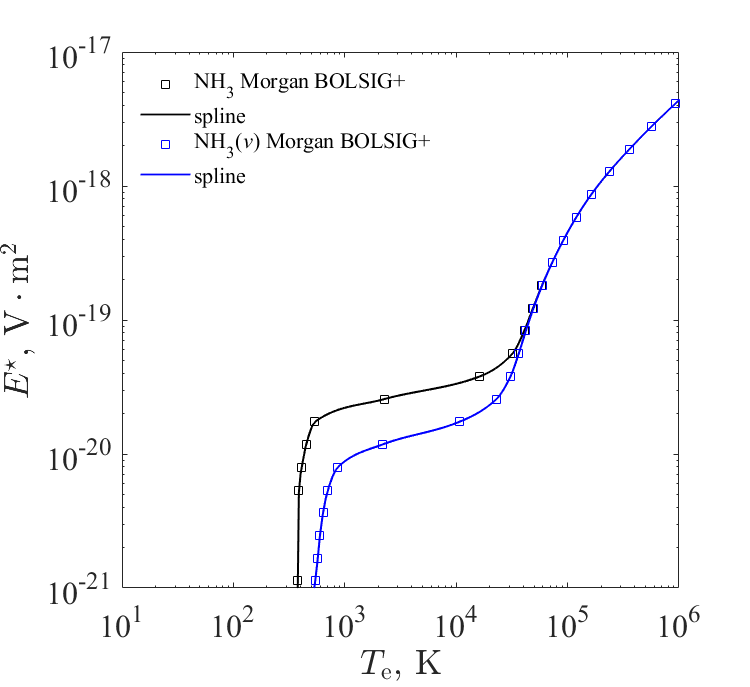 10^-17
10^-18
10^-19
10^-20
10^-21
E⋆, V · m²
NH₃ Morgan BOLSIG+
spline
NH₃(v) Morgan BOLSIG+
spline
10^1 10^2 10^3 10^4 10^5 10^6
Tₑ, K